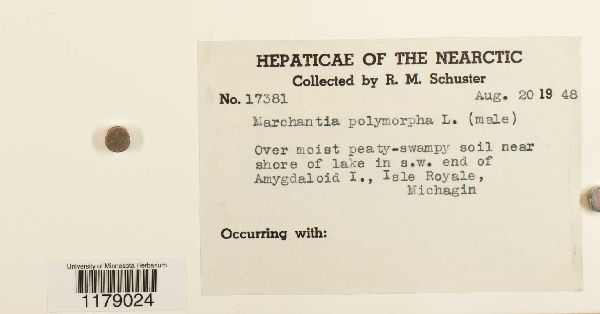 HEPATICAE OF THE NEARCTIC
Collected by R. M. Schuster
No. 17381 Aug. 20 19 48
Marchantia polymorpha L. (male)
Over moist peaty-swampy soil near
shore of lake in s.w. end of
Amygdaloid I., Isle Royale,
Michagin
Occurring with:
University of Minnesota Herbarium
1179024